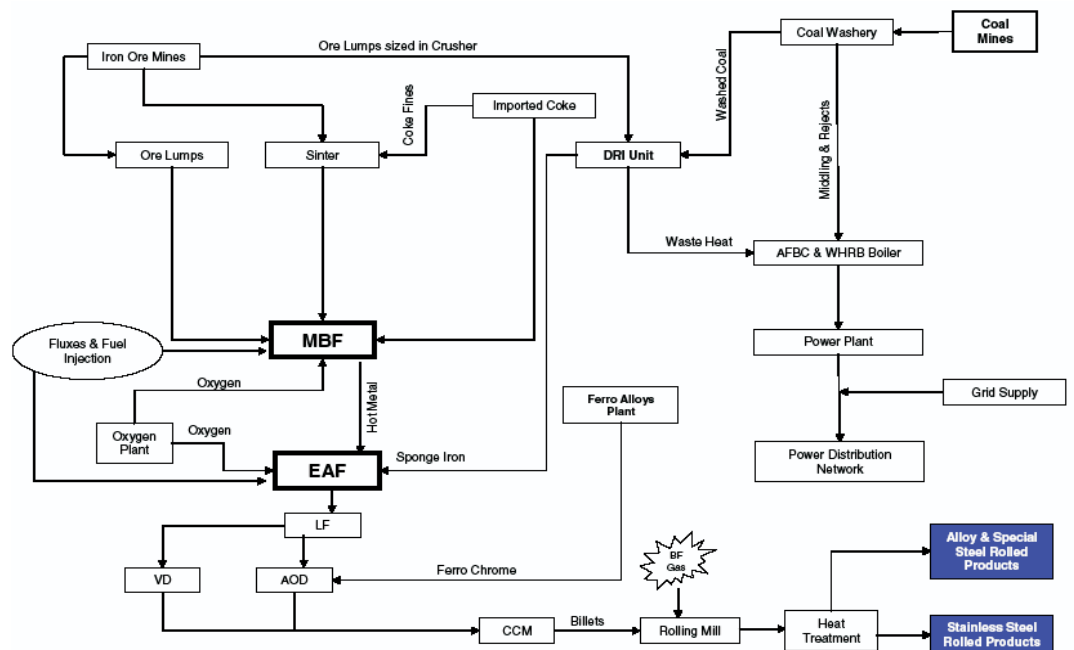 Ore Lumps sized in Crusher
Coal Washery
Coal
Mines
Iron Ore Mines
Washed Coal
Coke Fines
Imported Coke
Middling & Rejects
Ore Lumps
Sinter
DRI Unit
Waste Heat
AFBC & WHRB Boiler
Fluxes & Fuel
Injection
MBF
Power Plant
Oxygen
Hot Metal
Ferro Alloys
Plant
Grid Supply
Oxygen
Plant
Oxygen
EAF
Sponge Iron
Power Distribution
Network
LF
VD
AOD
Ferro Chrome
BF
Gas
Alloy & Special
Steel Rolled
Products
CCM
Billets
Rolling Mill
Heat
Treatment
Stainless Steel
Rolled Products